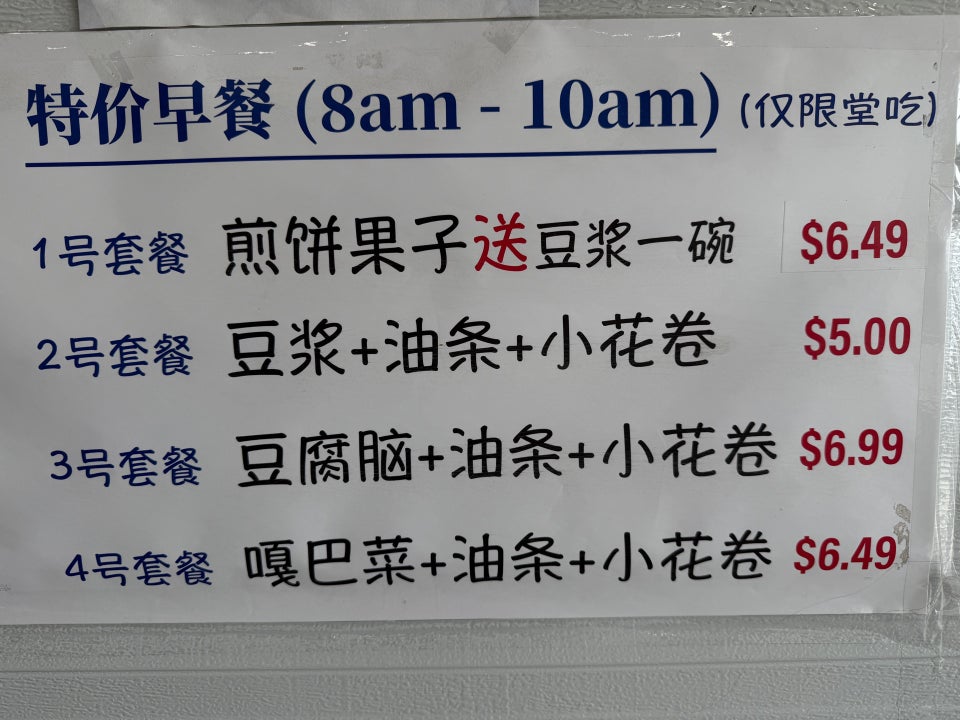 特价早餐 (8am - 10am) (仅限堂吃)
1号套餐 煎饼果子送豆浆一碗 $6.49
2号套餐 豆浆+油条+小花卷 $5.00
3号套餐 豆腐脑+油条+小花卷 $6.99
4号套餐 嘎巴菜+油条+小花卷 $6.49